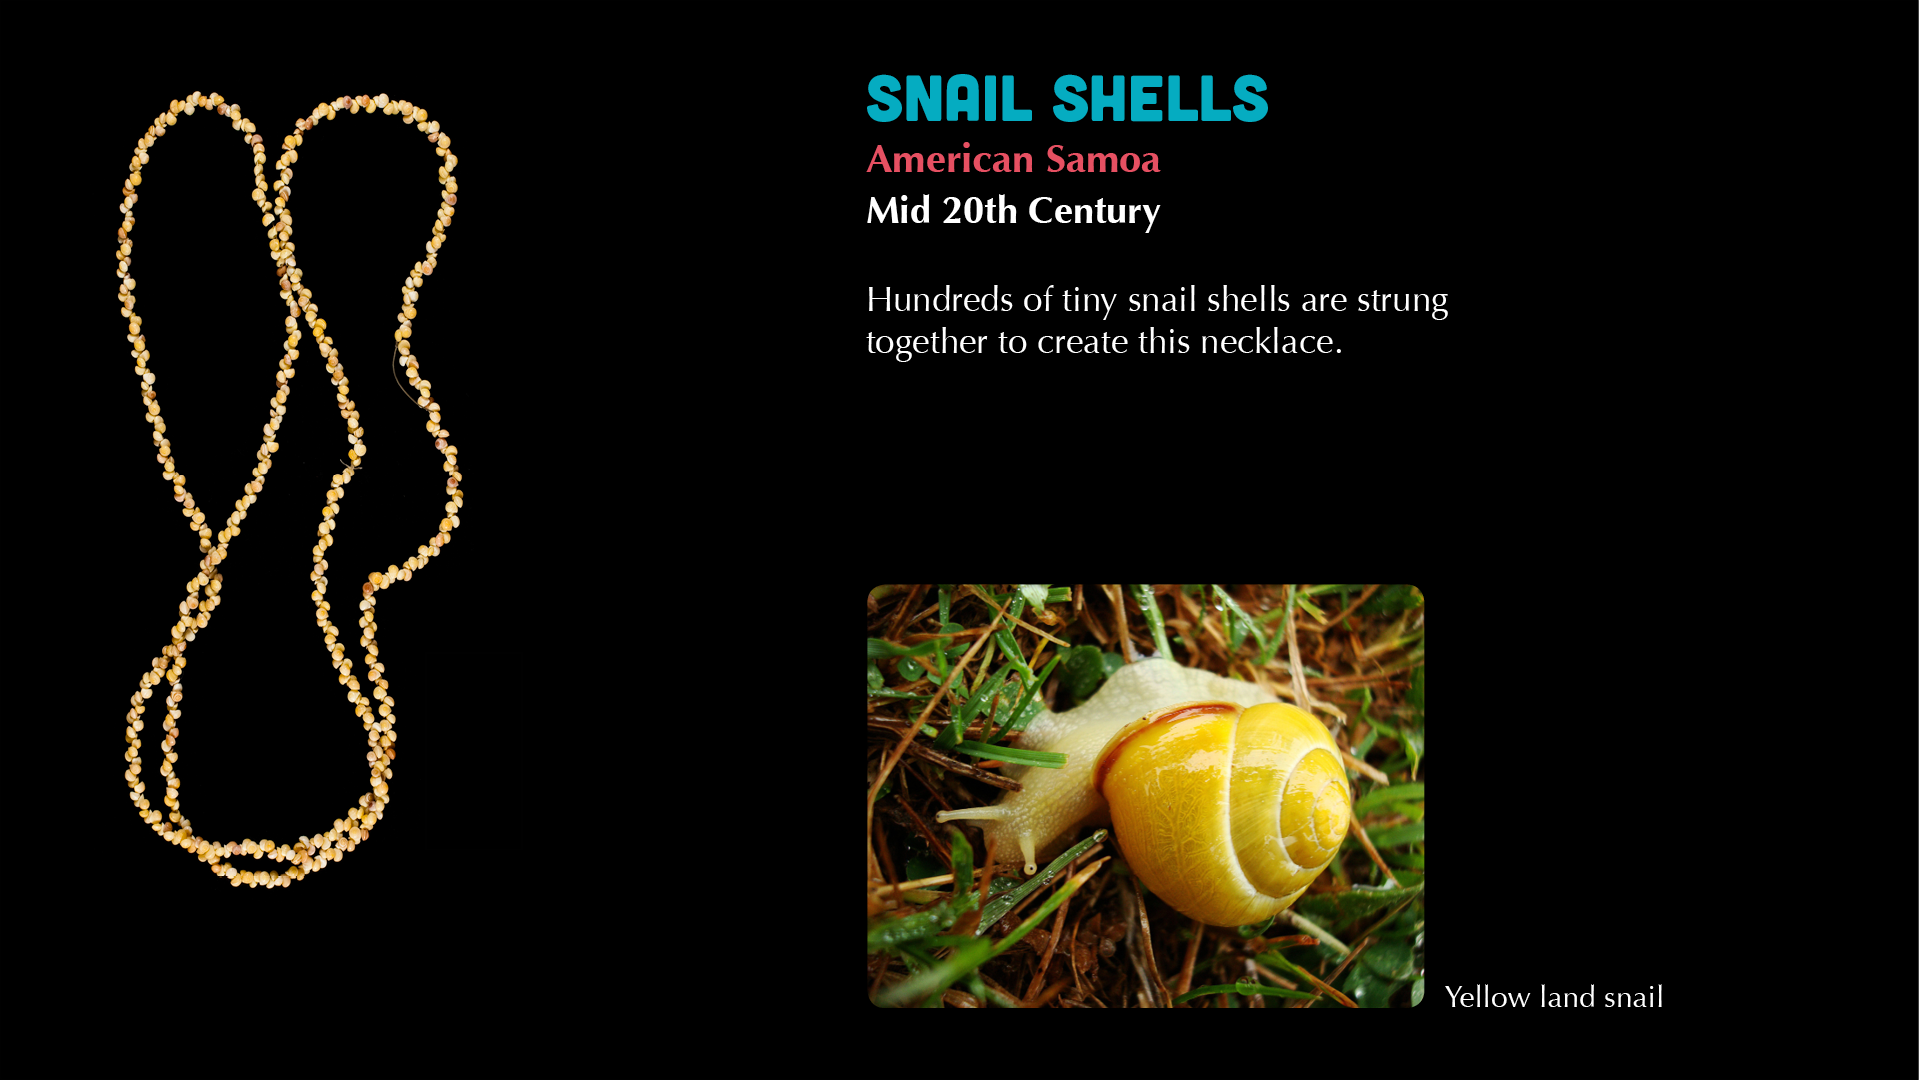 SNAIL SHELLS
American Samoa
Mid 20th Century
Hundreds of tiny snail shells are strung
together to create this necklace.
Yellow land snail